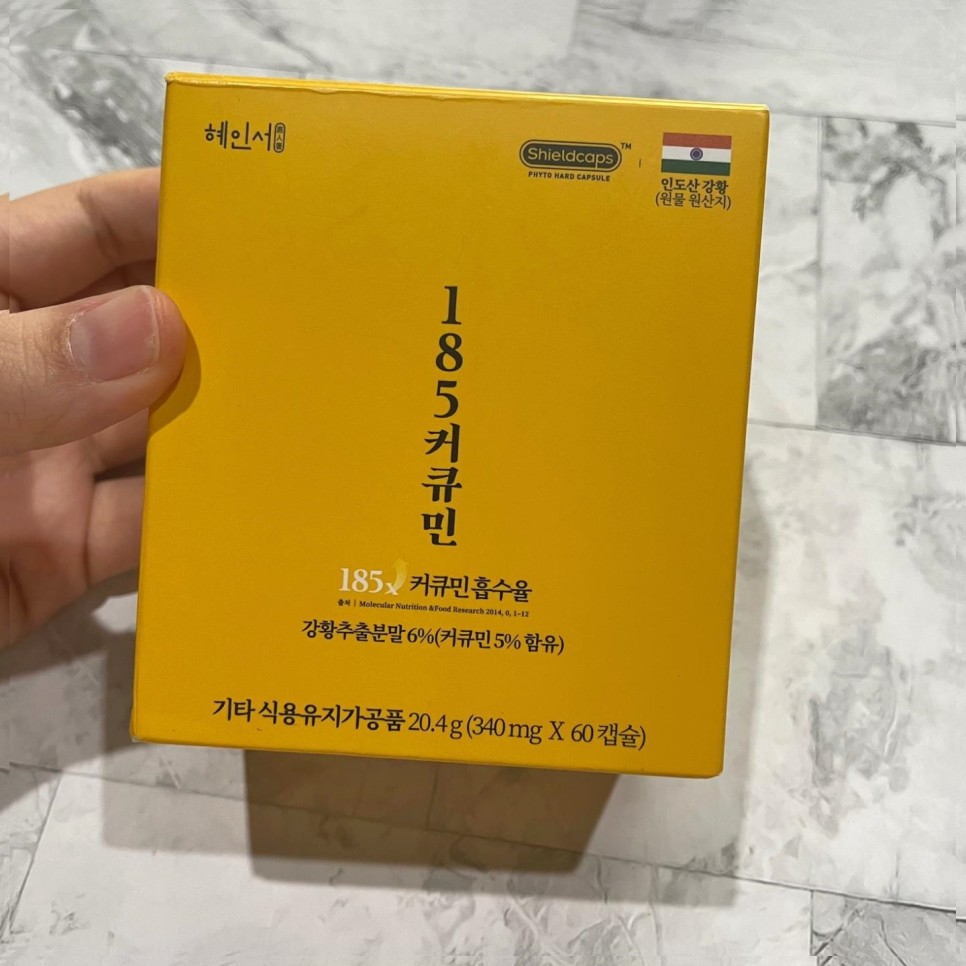 혜인서
Shieldcaps™
PHYTO HARD CAPSULE
인도산 강황
(원물 원산지)
185커큐민
185x 커큐민 흡수율
출처 | Molecular Nutrition &Food Research 2014, 0, 1-12
강황추출분말 6%(커큐민 5% 함유)
기타 식용유지가공품 20.4 g (340 mg X 60 캡슐)